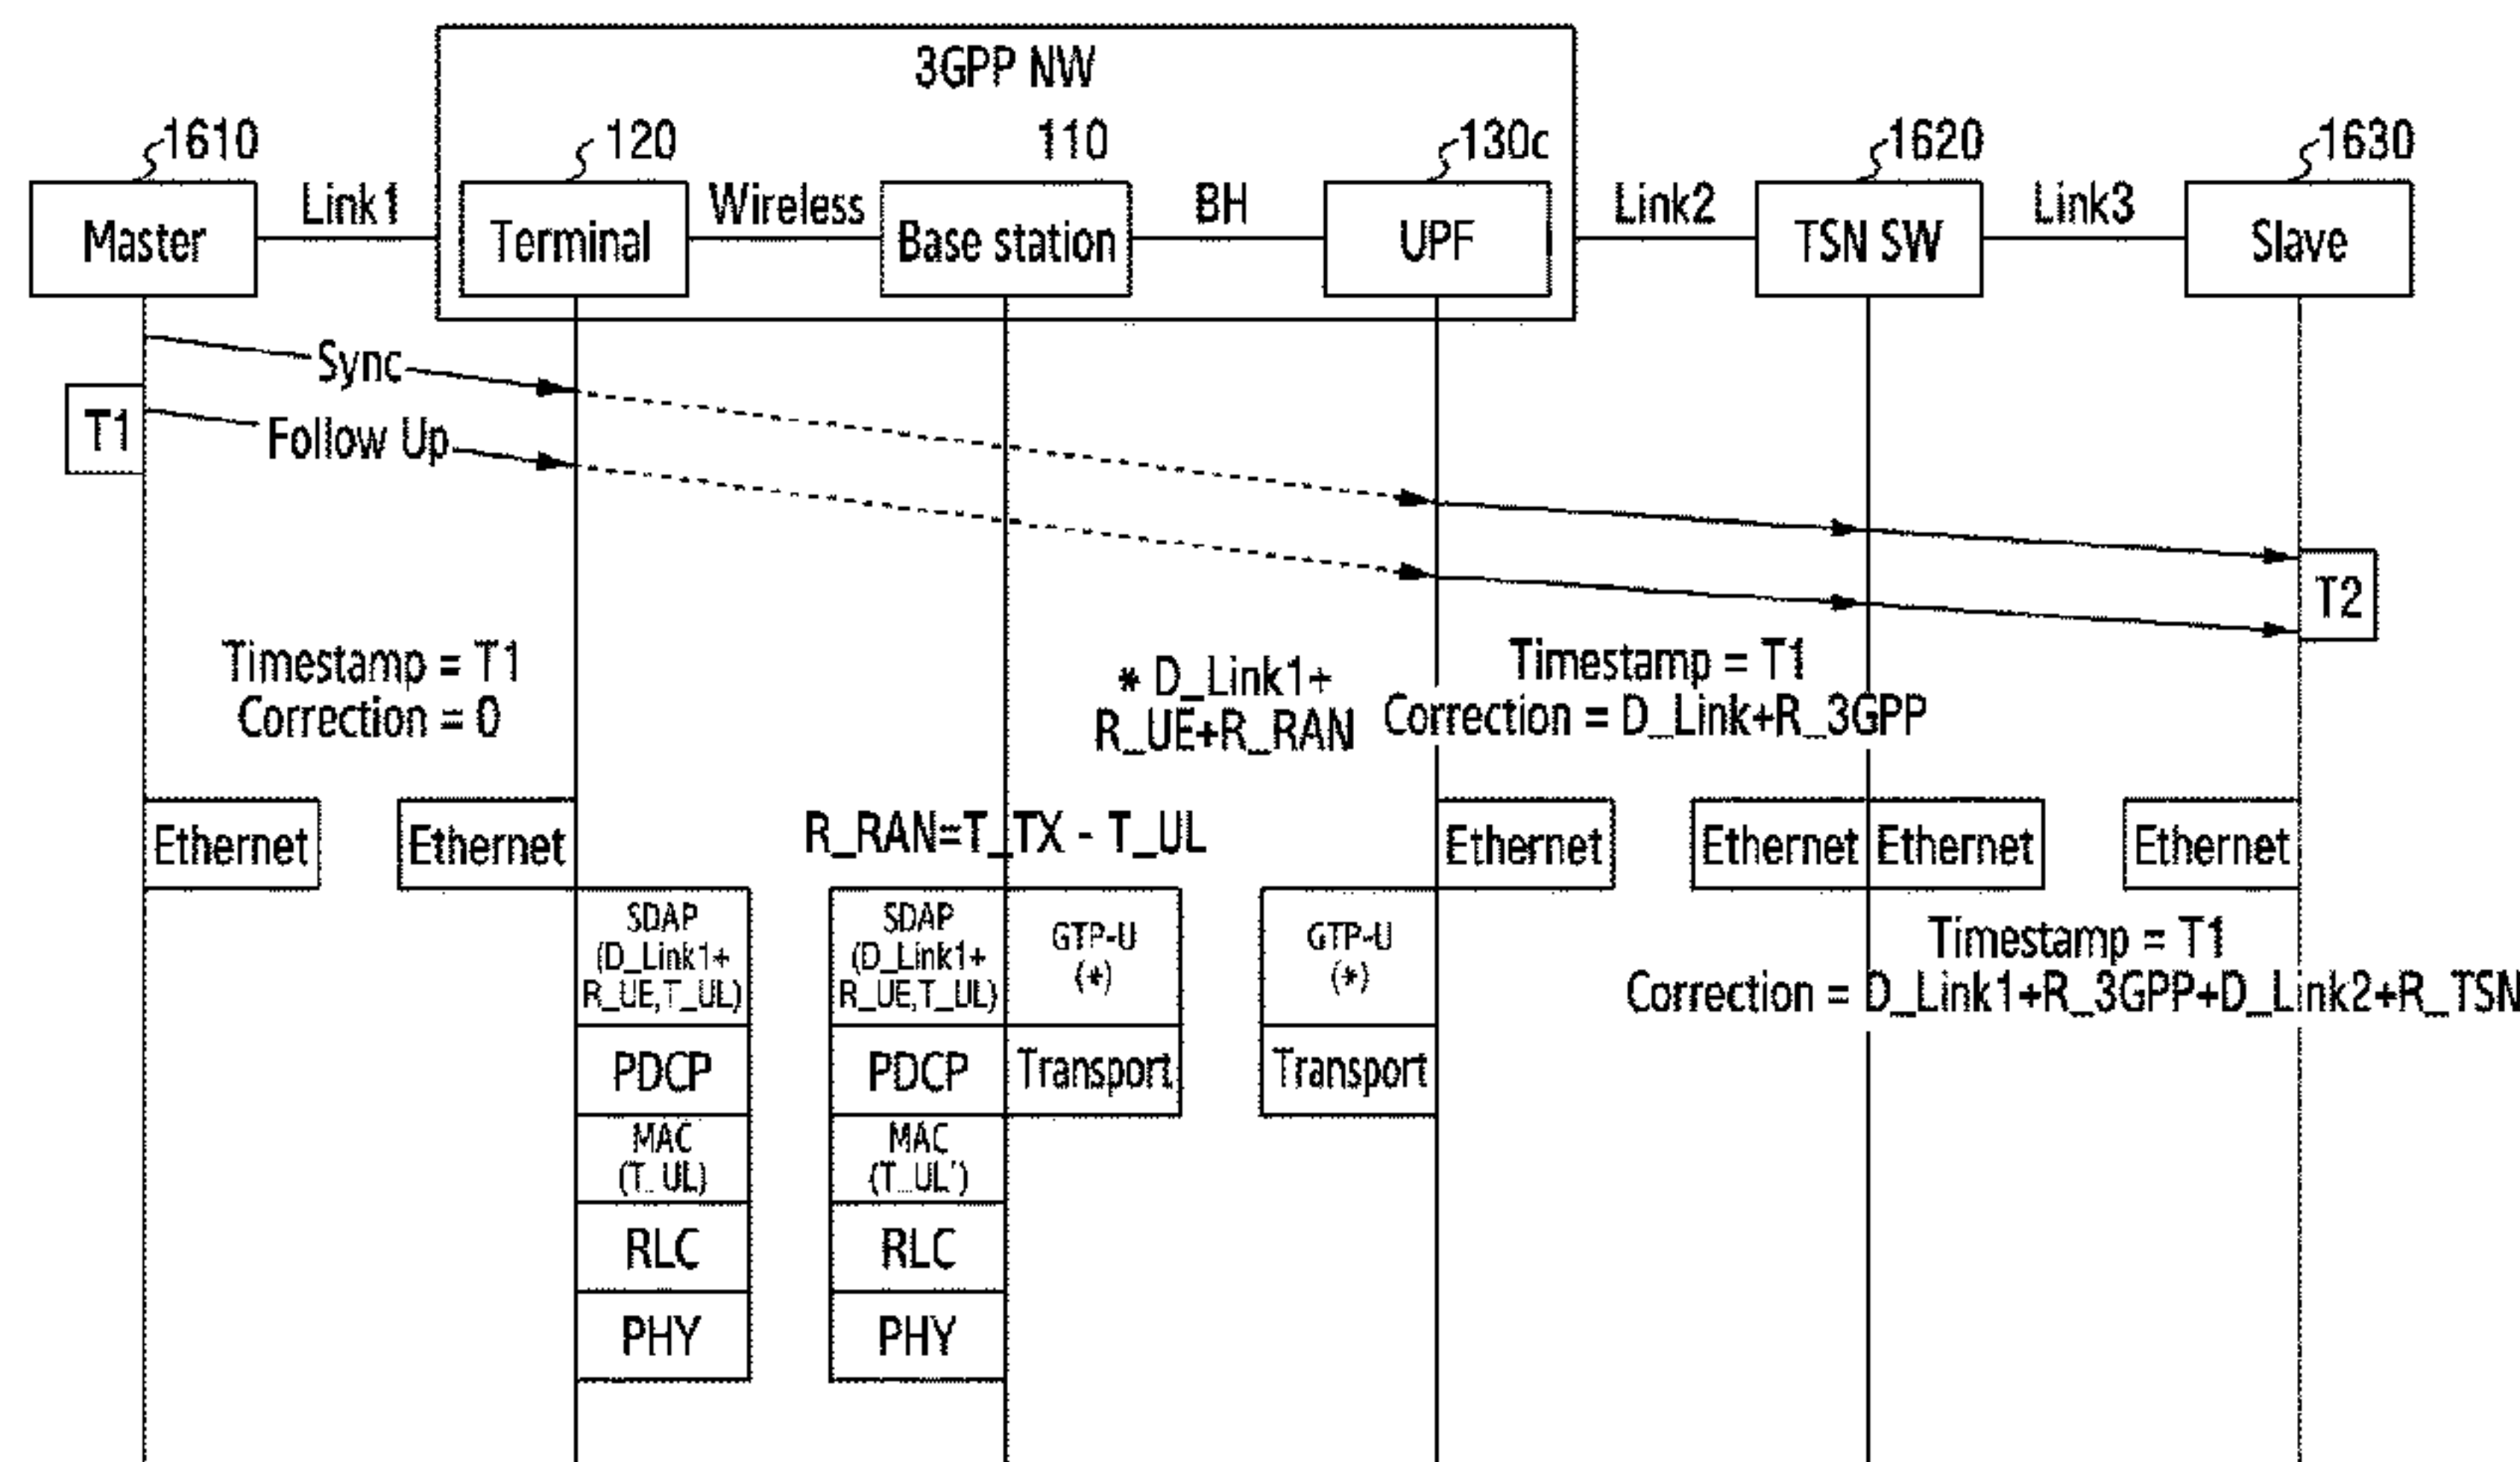 3GPP NW
1610
120
110
130c
1620
1630
Master
Link1
Terminal
Wireless
Base station
BH
UPF
Link2
TSN SW
Link3
Slave
Sync
T1
Follow Up
T2
Timestamp = T1
Correction = 0
* D_Link1+
R_UE+R_RAN
Timestamp = T1
Correction = D_Link+R_3GPP
Ethernet
Ethernet
R_RAN=T_TX - T_UL
Ethernet
Ethernet
Ethernet
Ethernet
SDAP
(D_Link1+
R_UE,T_UL)
PDCP
MAC
(T_UL)
RLC
PHY
SDAP
(D_Link1+
R_UE,T_UL)
PDCP
MAC
(T_UL')
RLC
PHY
GTP-U
(*)
Transport
GTP-U
(*)
Transport
Timestamp = T1
Correction = D_Link1+R_3GPP+D_Link2+R_TSN